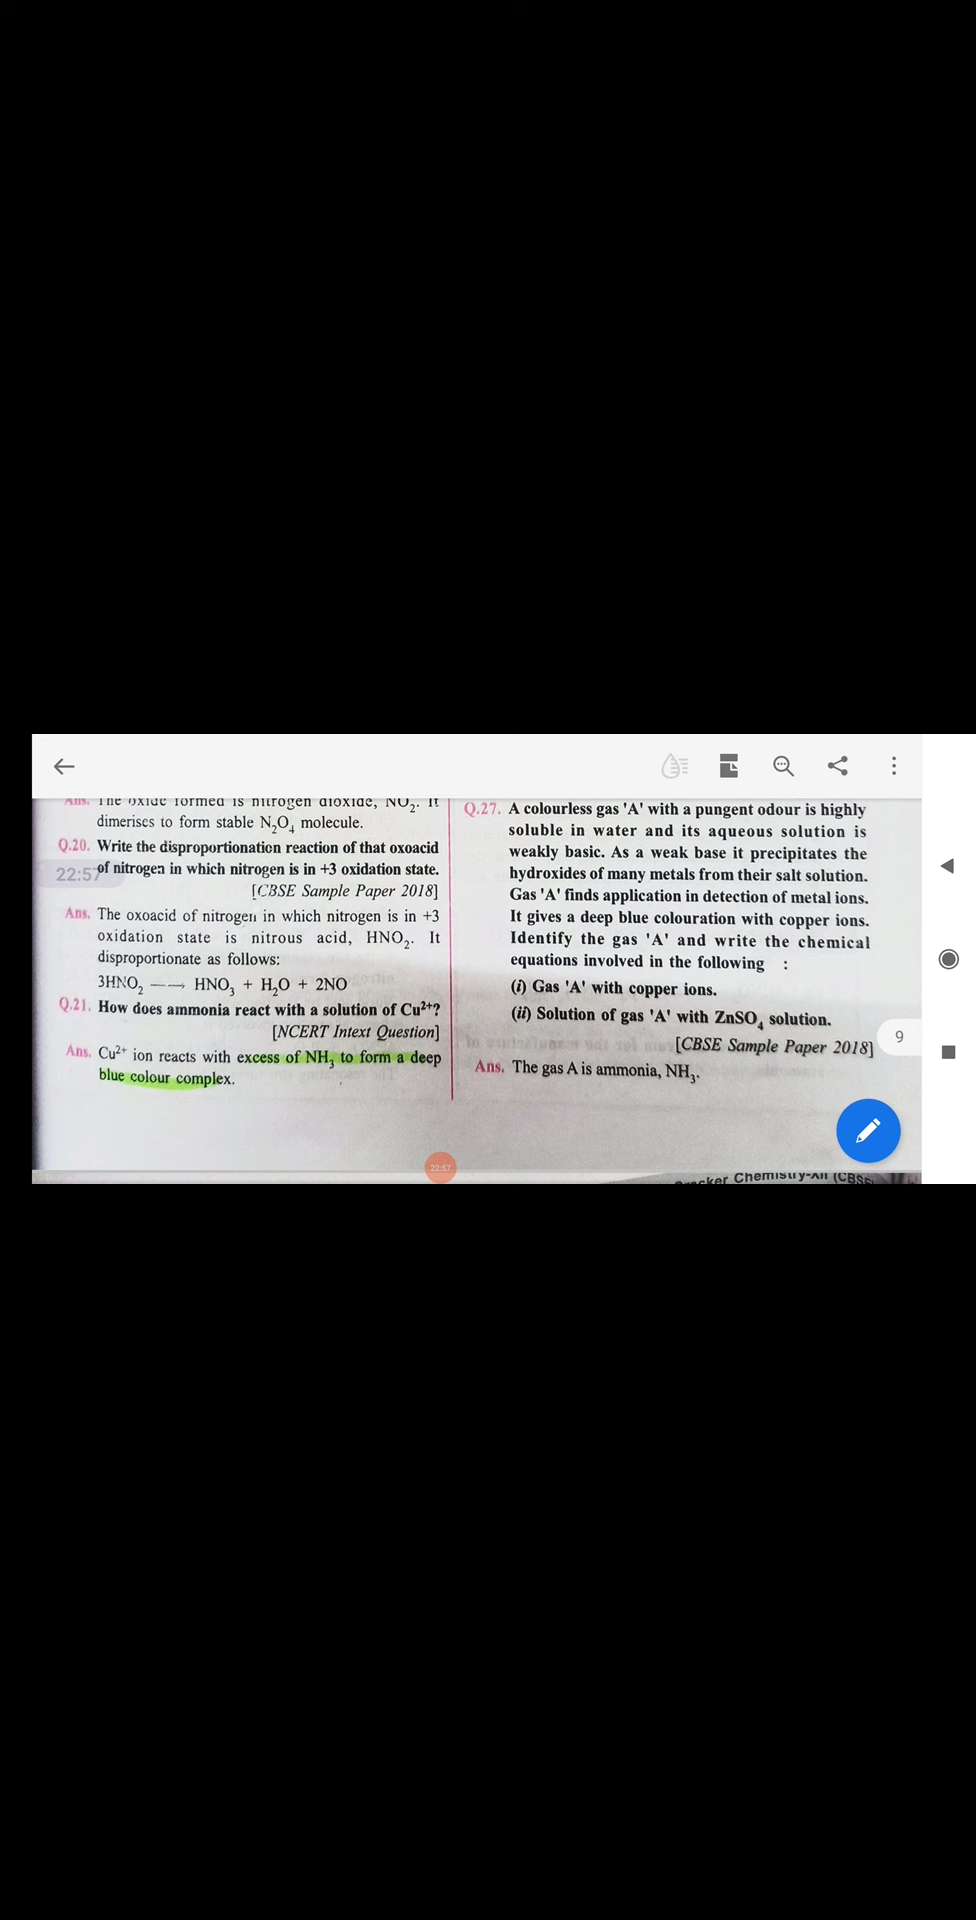 Ans. The oxide formed is nitrogen dioxide, NO₂. It
dimerises to form stable N₂O₄ molecule.
Q.20. Write the disproportionation reaction of that oxoacid
of nitrogen in which nitrogen is in +3 oxidation state.
22:57
[CBSE Sample Paper 2018]
Ans. The oxoacid of nitrogen in which nitrogen is in +3
oxidation state is nitrous acid, HNO₂. It
disproportionate as follows:
3HNO₂ ⟶ HNO₃ + H₂O + 2NO
Q.21. How does ammonia react with a solution of Cu²⁺?
[NCERT Intext Question]
Ans. Cu²⁺ ion reacts with excess of NH₃ to form a deep
blue colour complex.
Q.27. A colourless gas 'A' with a pungent odour is highly
soluble in water and its aqueous solution is
weakly basic. As a weak base it precipitates the
hydroxides of many metals from their salt solution.
Gas 'A' finds application in detection of metal ions.
It gives a deep blue colouration with copper ions.
Identify the gas 'A' and write the chemical
equations involved in the following :
(i) Gas 'A' with copper ions.
(ii) Solution of gas 'A' with ZnSO₄ solution.
[CBSE Sample Paper 2018]
Ans. The gas A is ammonia, NH₃.
9
22:57
Chemistry-XII (CBSE